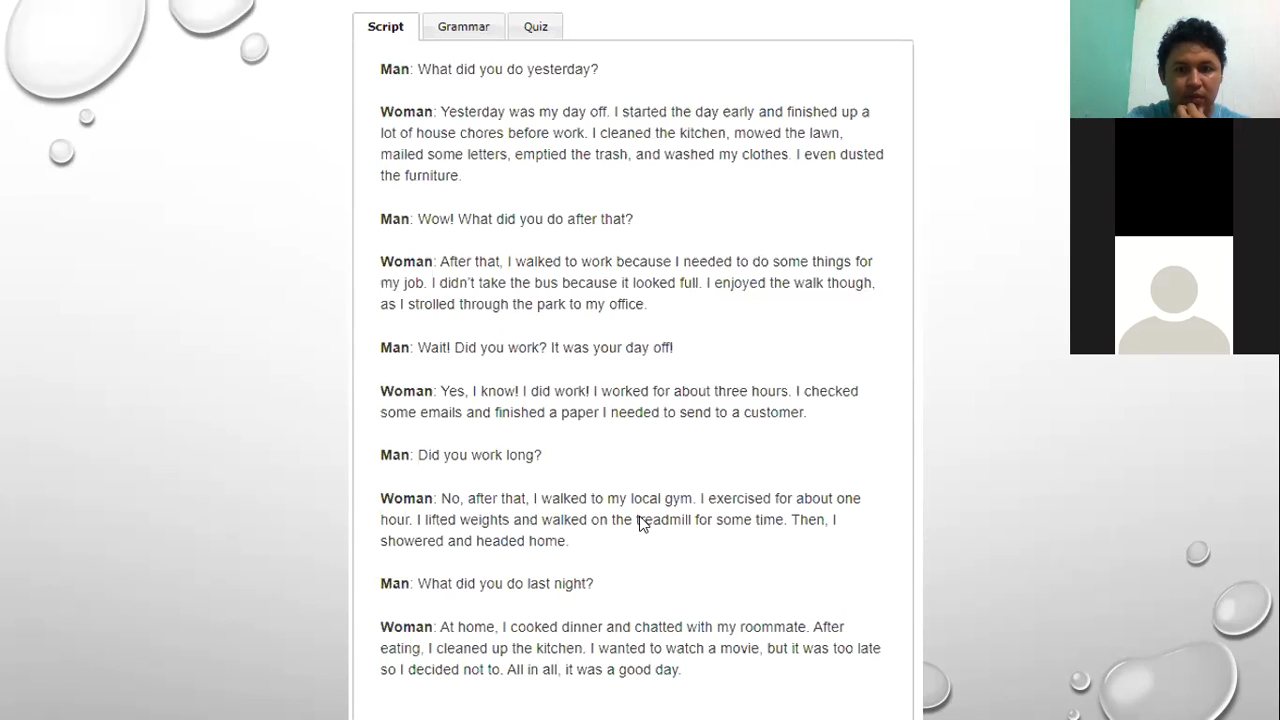 Script Grammar Quiz
Man: What did you do yesterday?
Woman: Yesterday was my day off. I started the day early and finished up a
lot of house chores before work. I cleaned the kitchen, mowed the lawn,
mailed some letters, emptied the trash, and washed my clothes. I even dusted
the furniture.
Man: Wow! What did you do after that?
Woman: After that, I walked to work because I needed to do some things for
my job. I didn't take the bus because it looked full. I enjoyed the walk though,
as I strolled through the park to my office.
Man: Wait! Did you work? It was your day off!
Woman: Yes, I know! I did work! I worked for about three hours. I checked
some emails and finished a paper I needed to send to a customer.
Man: Did you work long?
Woman: No, after that, I walked to my local gym. I exercised for about one
hour. I lifted weights and walked on the treadmill for some time. Then, I
showered and headed home.
Man: What did you do last night?
Woman: At home, I cooked dinner and chatted with my roommate. After
eating, I cleaned up the kitchen. I wanted to watch a movie, but it was too late
so I decided not to. All in all, it was a good day.